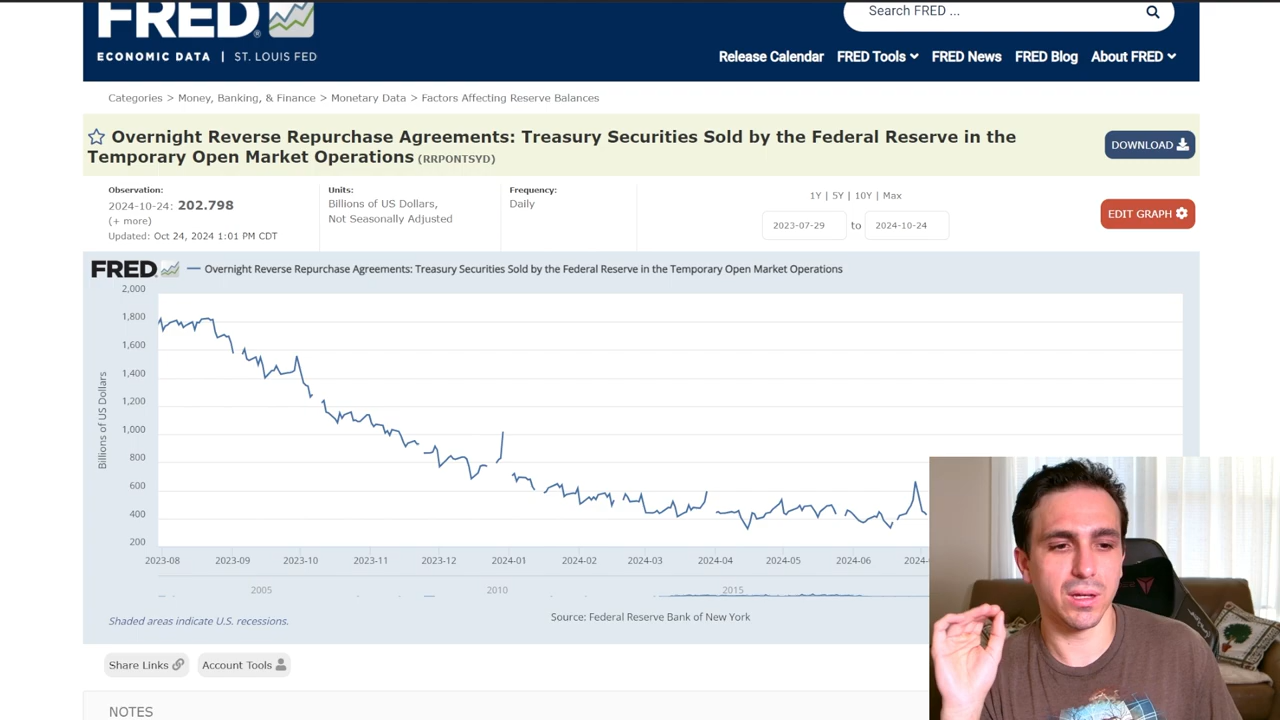 FRED®
Search FRED ...
ECONOMIC DATA | ST. LOUIS FED
Release Calendar FRED Tools FRED News FRED Blog About FRED
Categories > Money, Banking, & Finance > Monetary Data > Factors Affecting Reserve Balances
Overnight Reverse Repurchase Agreements: Treasury Securities Sold by the Federal Reserve in the
Temporary Open Market Operations (RRPONTSYD)
DOWNLOAD
Observation:
2024-10-24: 202.798
(+ more)
Updated: Oct 24, 2024 1:01 PM CDT
Units:
Billions of US Dollars,
Not Seasonally Adjusted
Frequency:
Daily
1Y | 5Y | 10Y | Max
2023-07-29 to 2024-10-24
EDIT GRAPH
FRED Overnight Reverse Repurchase Agreements: Treasury Securities Sold by the Federal Reserve in the Temporary Open Market Operations
2,000
1,800
1,600
1,400
1,200
1,000
800
600
400
200
Billions of US Dollars
2023-08 2023-09 2023-10 2023-11 2023-12 2024-01 2024-02 2024-03 2024-04 2024-05 2024-06 2024-
2005 2010 2015
Shaded areas indicate U.S. recessions.
Source: Federal Reserve Bank of New York
Share Links Account Tools
NOTES